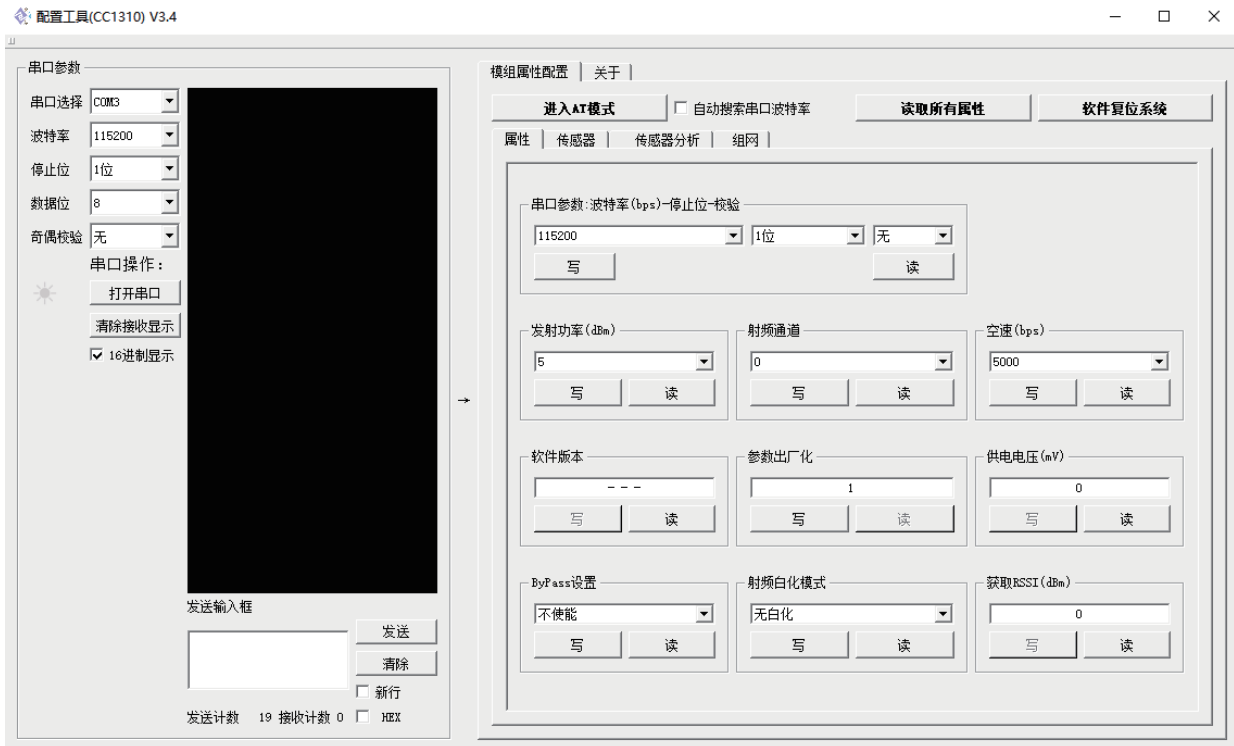 配置工具(CC1310) V3.4
串口参数
串口选择 COM3
波特率 115200
停止位 1位
数据位 8
奇偶校验 无
串口操作:
打开串口
清除接收显示
16进制显示
发送输入框
发送
清除
新行
发送计数 19 接收计数 0 HEX
→
模组属性配置 关于
进入AT模式 自动搜索串口波特率 读取所有属性 软件复位系统
属性 传感器 传感器分析 组网
串口参数:波特率(bps)-停止位-校验
115200 1位 无
写 读
发射功率(dBm) 射频通道 空速(bps)
5 0 5000
写 读 写 读 写 读
软件版本 参数出厂化 供电电压(mV)
--- 1 0
写 读 写 读 写 读
ByPass设置 射频白化模式 获取RSSI(dBm)
不使能 无白化 0
写 读 写 读 写 读